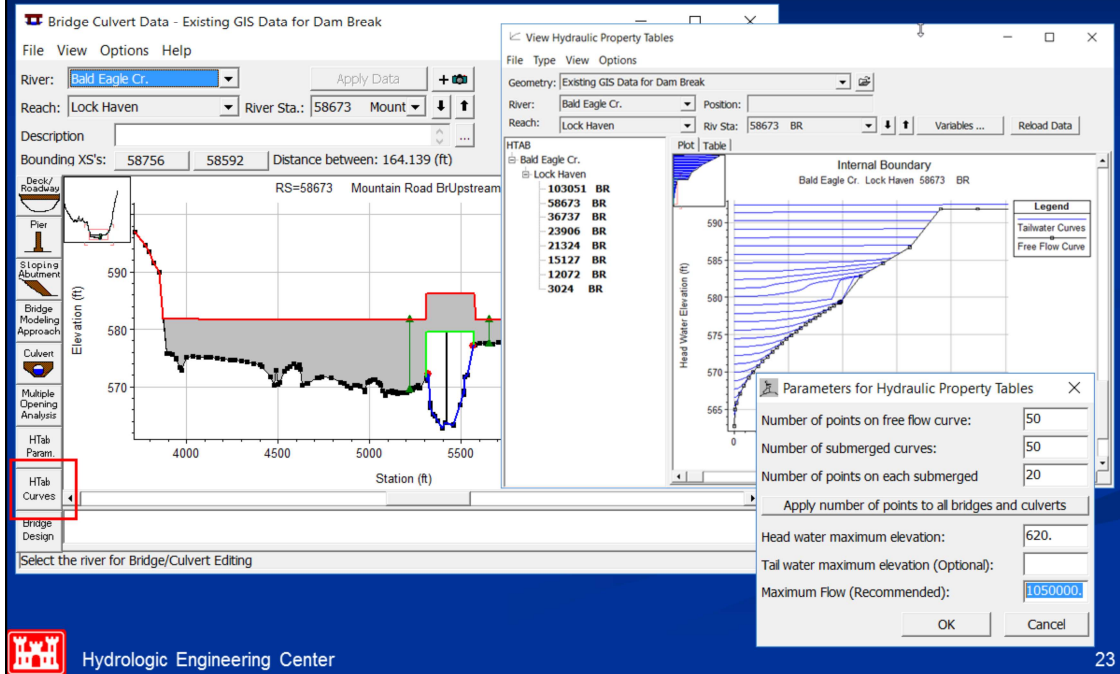 Bridge Culvert Data - Existing GIS Data for Dam Break
File View Options Help
River: Bald Eagle Cr. Apply Data +
Reach: Lock Haven River Sta.: 58673 Mount
Description ...
Bounding XS's: 58756 58592 Distance between: 164.139 (ft)
Deck/
Roadway
Pier
Sloping
Abutment
Bridge
Modeling
Approach
Culvert
Multiple
Opening
Analysis
HTab
Param.
HTab
Curves
Bridge
Design
RS=58673 Mountain Road BrUpstream
Elevation (ft)
590
580
570
4000 4500 5000 5500
Station (ft)
Select the river for Bridge/Culvert Editing
View Hydraulic Property Tables
File Type View Options
Geometry: Existing GIS Data for Dam Break
River: Bald Eagle Cr. Position:
Reach: Lock Haven Riv Sta: 58673 BR Variables ... Reload Data
HTAB
Bald Eagle Cr.
Lock Haven
103051 BR
58673 BR
36737 BR
23906 BR
21324 BR
15127 BR
12072 BR
3024 BR
Plot Table
Internal Boundary
Bald Eagle Cr. Lock Haven 58673 BR
Legend
Tailwater Curves
Free Flow Curve
Head Water Elevation (ft)
590
585
580
575
570
565
0
Parameters for Hydraulic Property Tables
Number of points on free flow curve: 50
Number of submerged curves: 50
Number of points on each submerged 20
Apply number of points to all bridges and culverts
Head water maximum elevation: 620.
Tail water maximum elevation (Optional):
Maximum Flow (Recommended): 1050000.
OK Cancel
Hydrologic Engineering Center
23